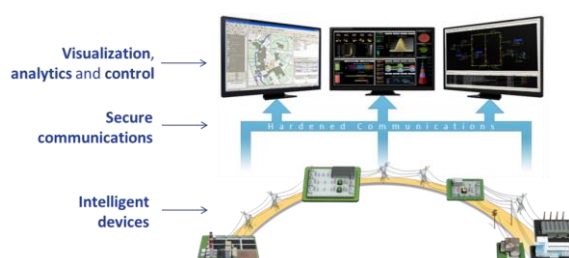 Visualization,
analytics and control
Secure
communications
Hardened Communications
Intelligent
devices